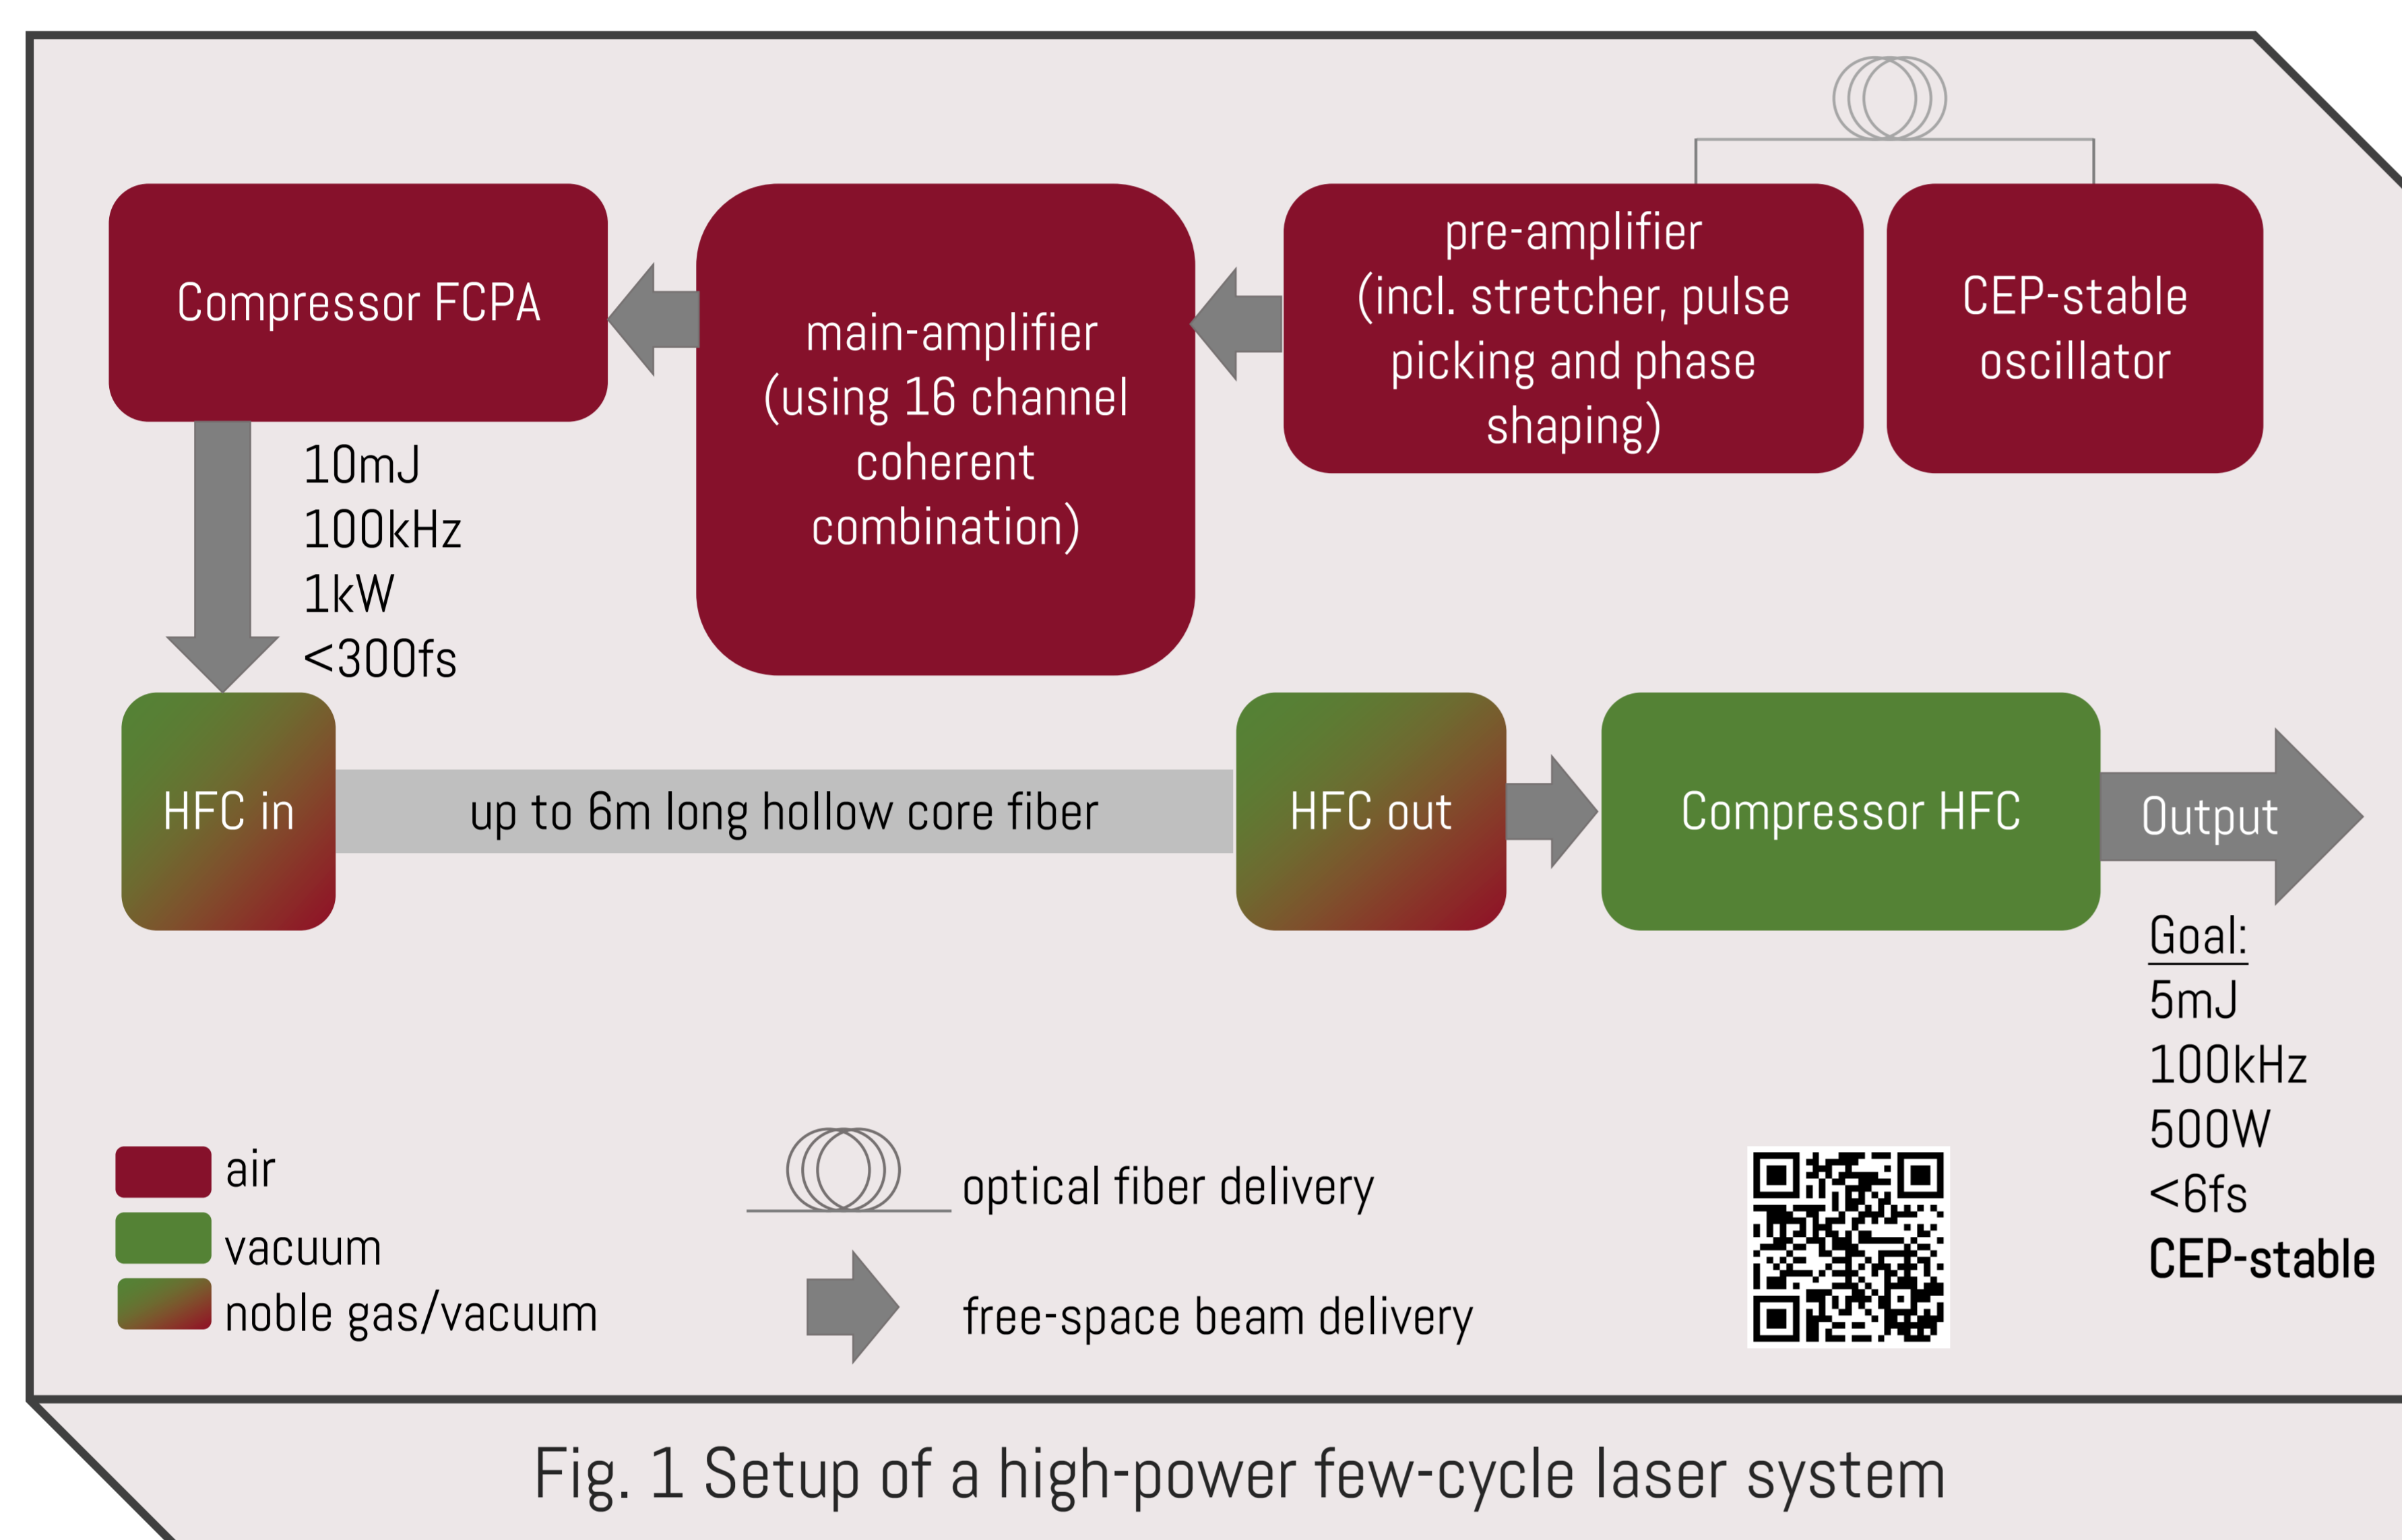 Compressor FCPA
main-amplifier
(using 16 channel
coherent
combination)
pre-amplifier
(incl. stretcher, pulse
picking and phase
shaping)
CEP-stable
oscillator
10mJ
100kHz
1kW
<300fs
HFC in
up to 6m long hollow core fiber
HFC out
Compressor HFC
Output
Goal:
5mJ
100kHz
500W
<6fs
CEP-stable
air
vacuum
noble gas/vacuum
optical fiber delivery
free-space beam delivery
Fig. 1 Setup of a high-power few-cycle laser system